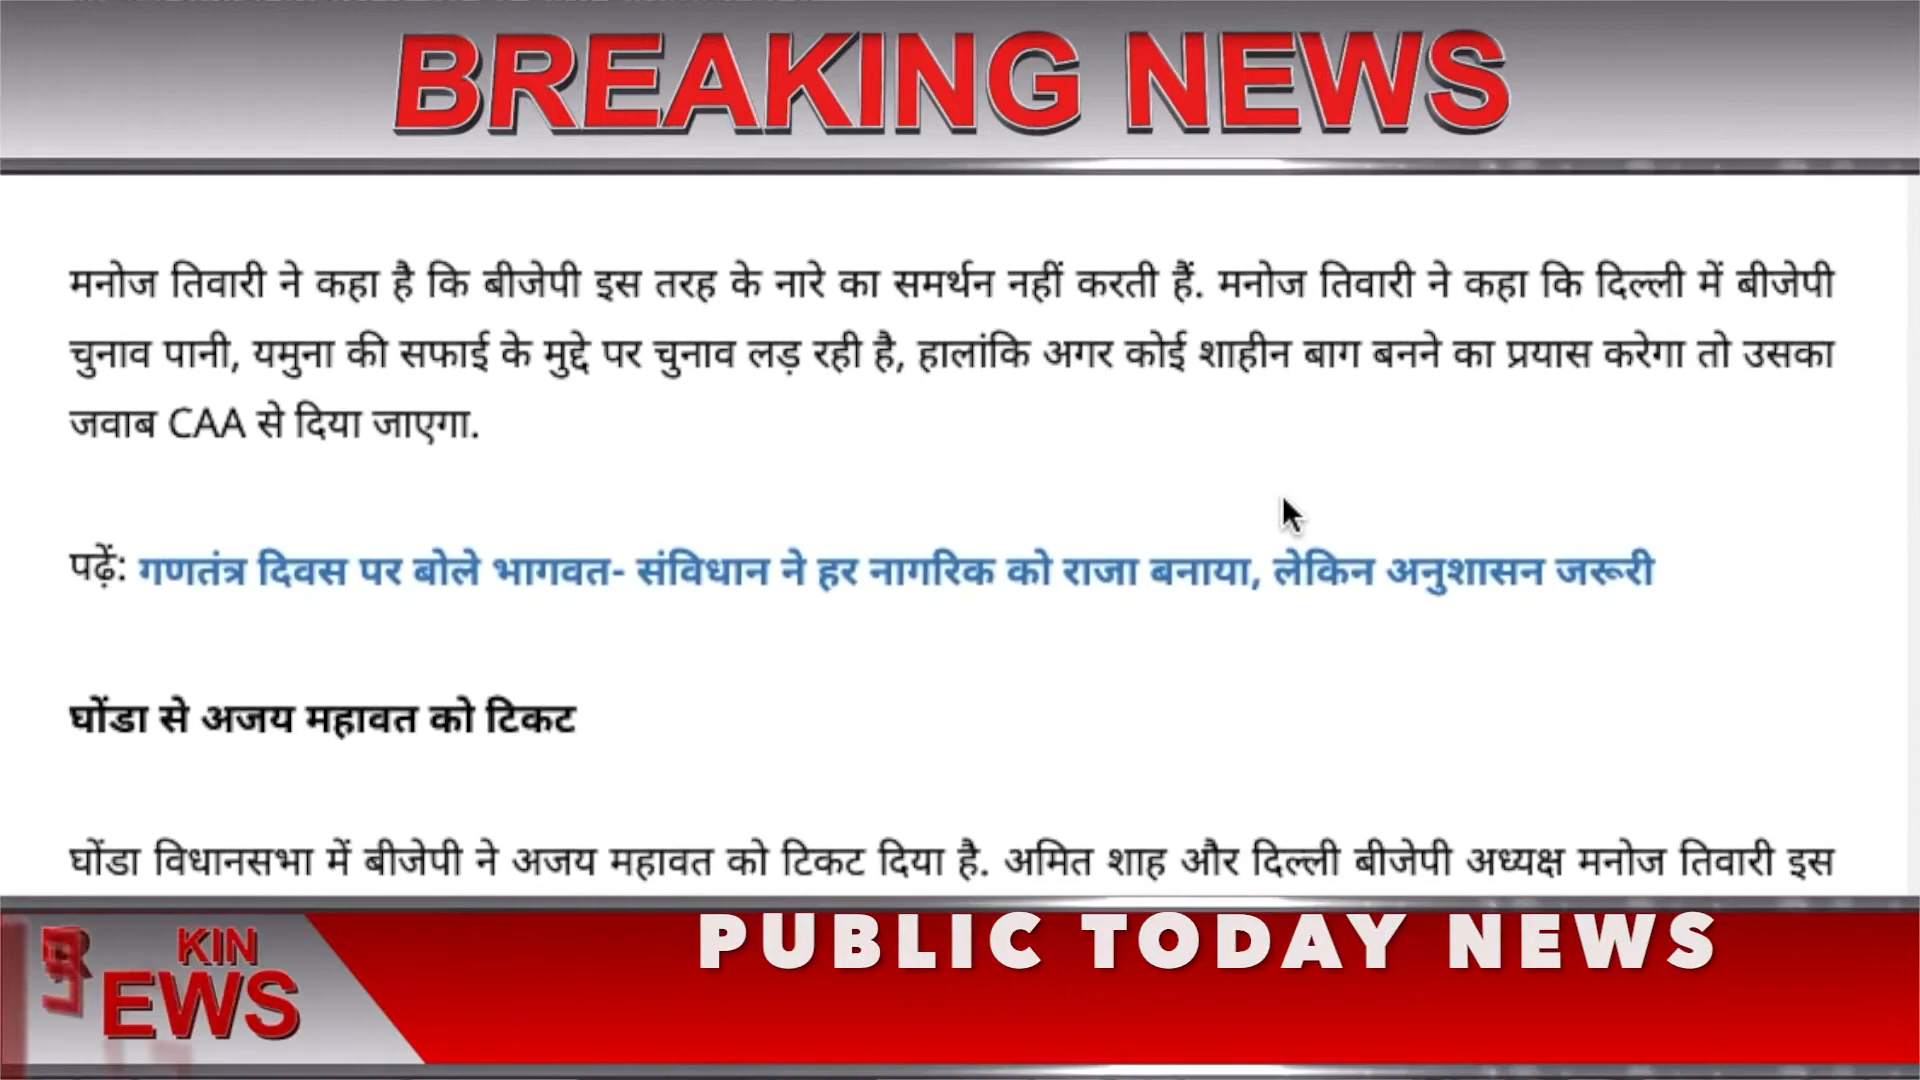 BREAKING NEWS
मनोज तिवारी ने कहा है कि बीजेपी इस तरह के नारे का समर्थन नहीं करती हैं. मनोज तिवारी ने कहा कि दिल्ली में बीजेपी
चुनाव पानी, यमुना की सफाई के मुद्दे पर चुनाव लड़ रही है, हालांकि अगर कोई शाहीन बाग बनने का प्रयास करेगा तो उसका
जवाब CAA से दिया जाएगा.
पढ़ें: गणतंत्र दिवस पर बोले भागवत- संविधान ने हर नागरिक को राजा बनाया, लेकिन अनुशासन जरूरी
घोंडा से अजय महावत को टिकट
घोंडा विधानसभा में बीजेपी ने अजय महावत को टिकट दिया है. अमित शाह और दिल्ली बीजेपी अध्यक्ष मनोज तिवारी इस
PUBLIC TODAY NEWS
KIN
EWS